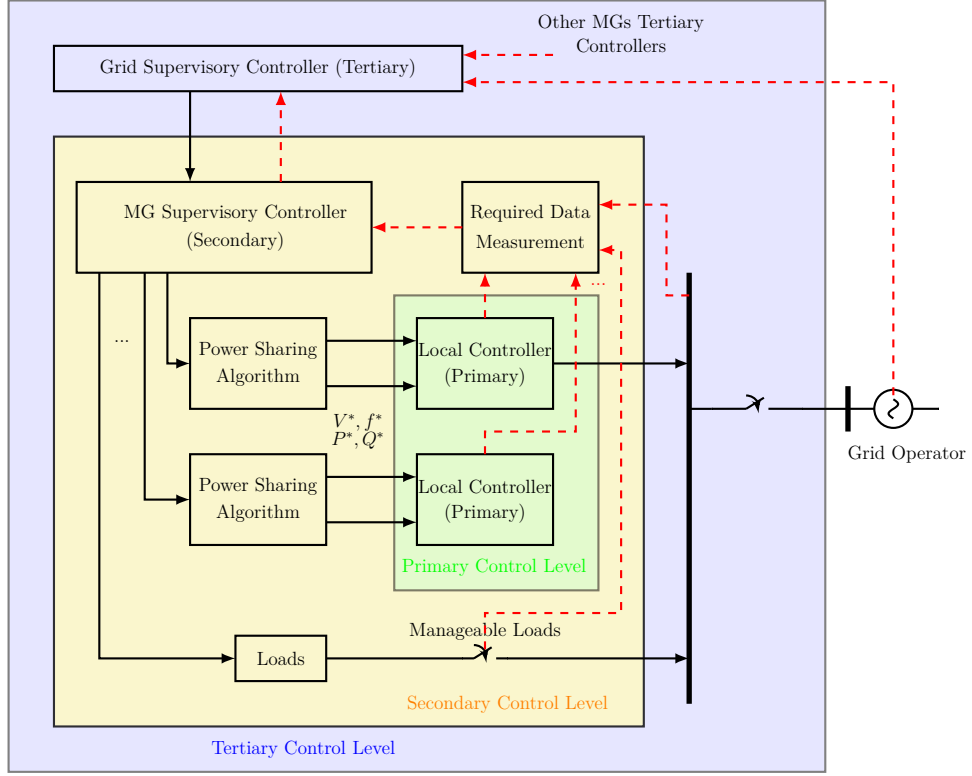 Other MGs Tertiary
Controllers
Grid Supervisory Controller (Tertiary)
MG Supervisory Controller
(Secondary)
Required Data
Measurement
...
...
Power Sharing
Algorithm
Local Controller
(Primary)
V*, f*
P*, Q*
Grid Operator
Power Sharing
Algorithm
Local Controller
(Primary)
Primary Control Level
Manageable Loads
Loads
Secondary Control Level
Tertiary Control Level